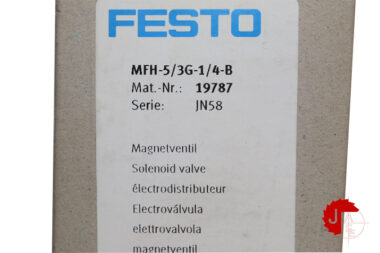 FESTO
MFH-5/3G-1/4-B
Mat.-Nr.: 19787
Serie: JN58
Magnetventil
Solenoid valve
électrodistributeur
Electroválvula
elettrovalvola
magnetventil